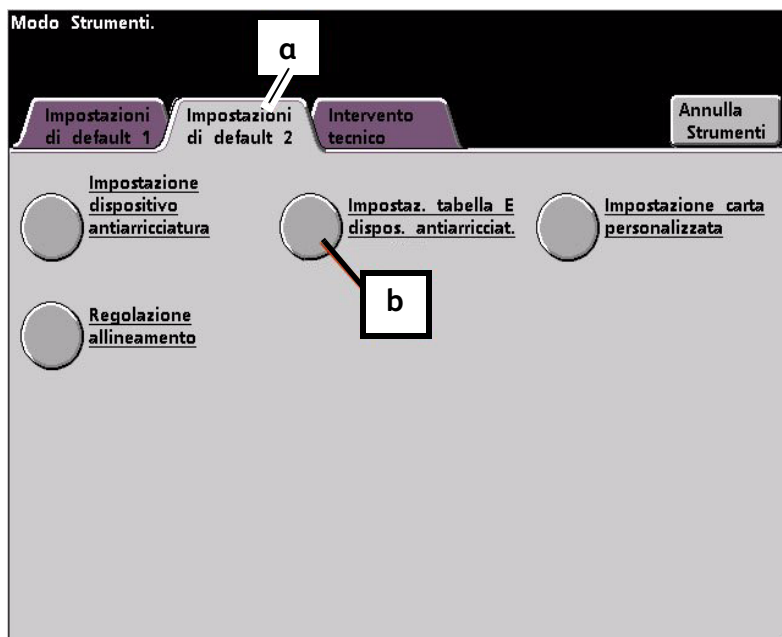 Modo Strumenti.
a
Impostazioni
di default 1
Impostazioni
di default 2
Intervento
tecnico
Annulla
Strumenti
Impostazione
dispositivo
antiarricciatura
Impostaz. tabella E
dispos. antiarricciat.
Impostazione carta
personalizzata
b
Regolazione
allineamento